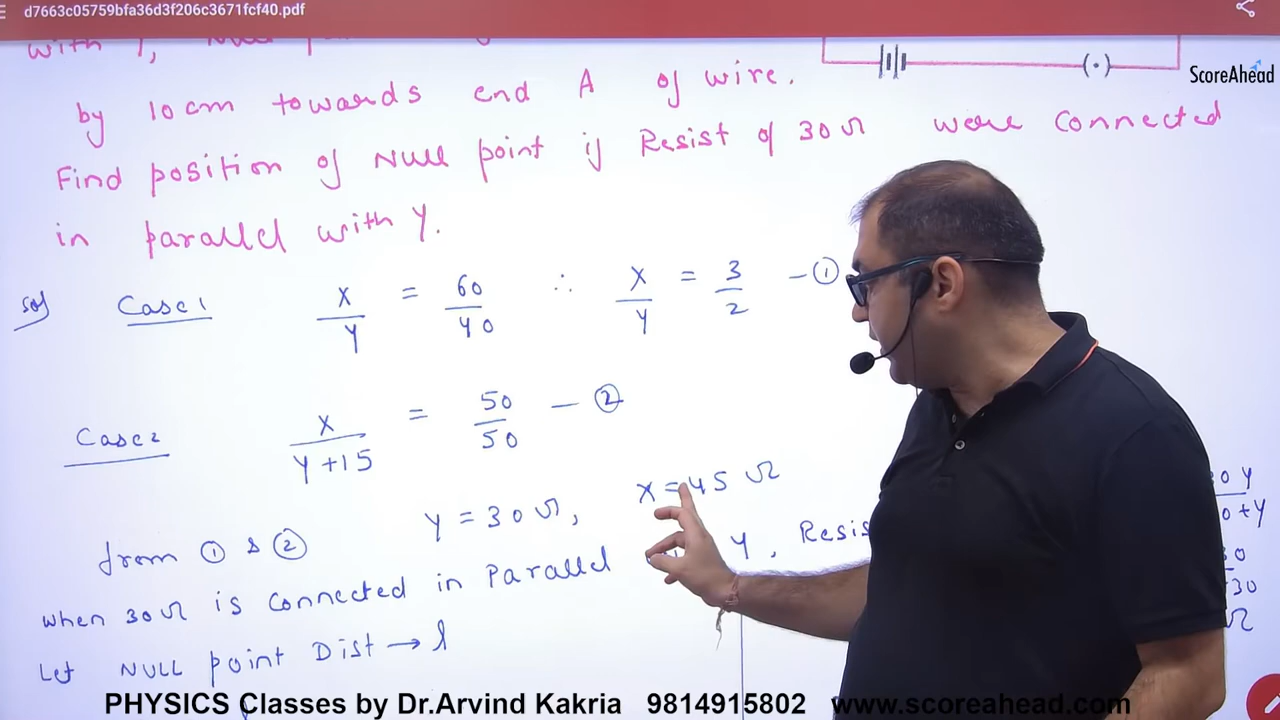 d7663c05759bfa36d3f206c3671fcf40.pdf
ScoreAhead
by 10cm towards end A of wire.
Find position of NULL point if Resist of 30 Ω were connected
in parallel with Y.
Sol Case 1 X/Y = 60/40 ∴ X/Y = 3/2 — ①
Case 2 X/Y+15 = 50/50 — ②
from ① & ② Y = 30 Ω, X = 45 Ω
When 30 Ω is connected in Parallel Y, Resis
Let NULL point Dist → l
PHYSICS Classes by Dr.Arvind Kakria 9814915802 www.scoreahead.com